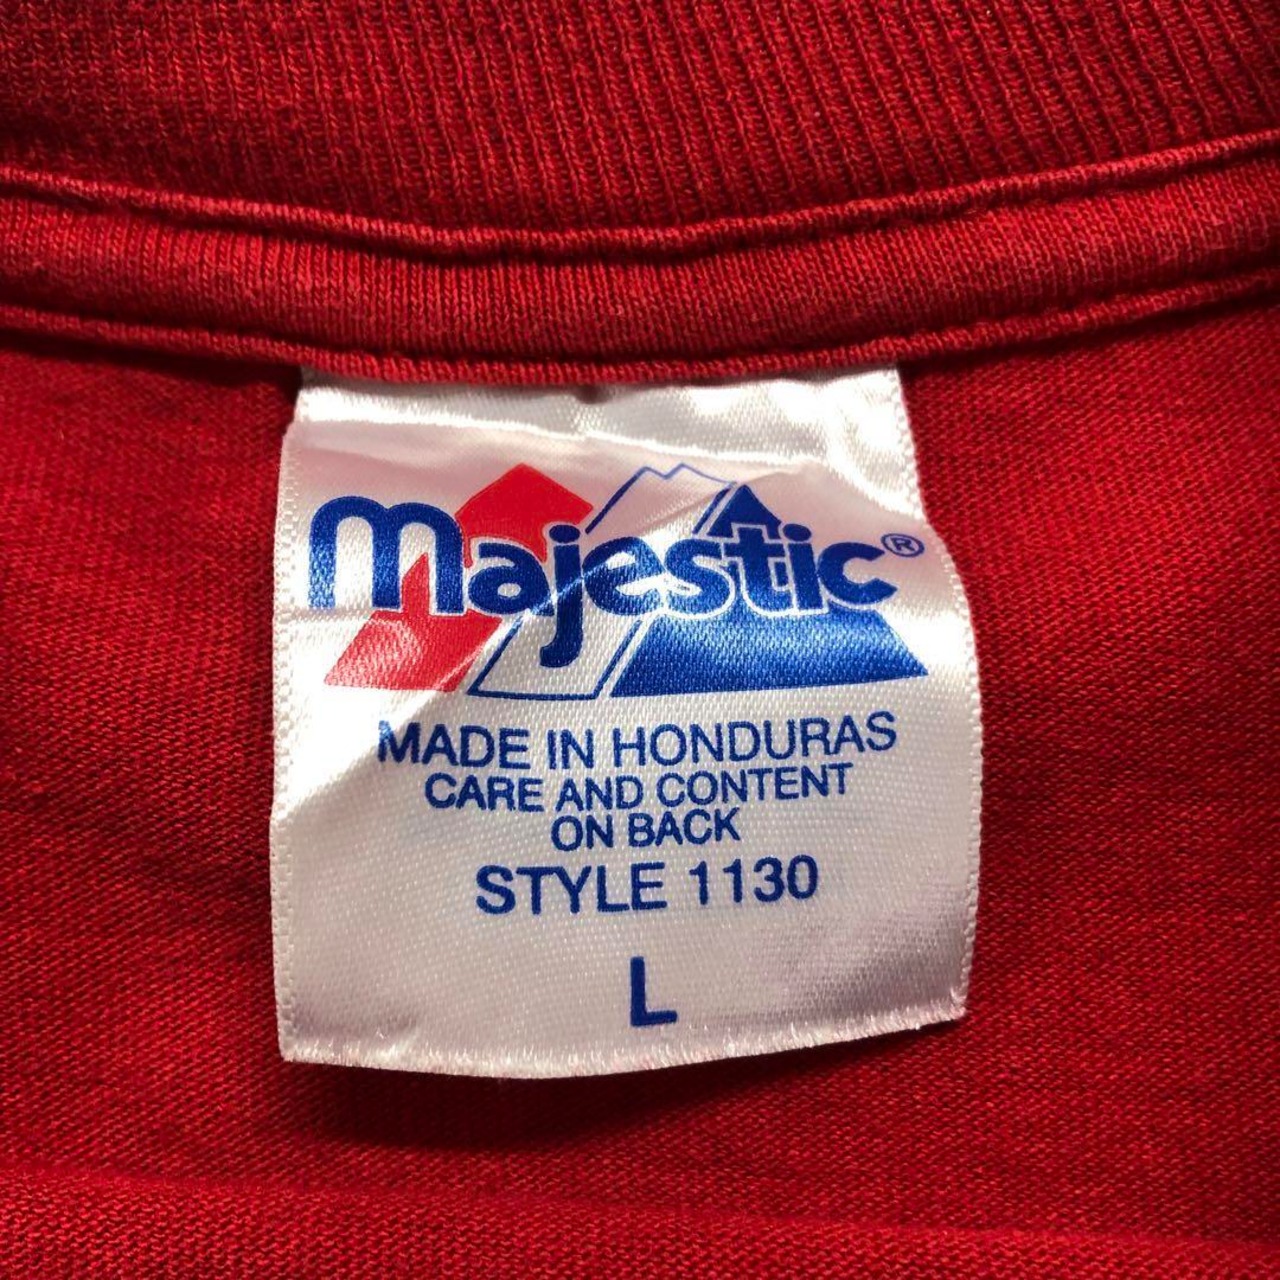 majestic®
MADE IN HONDURAS
CARE AND CONTENT
ON BACK
STYLE 1130
L